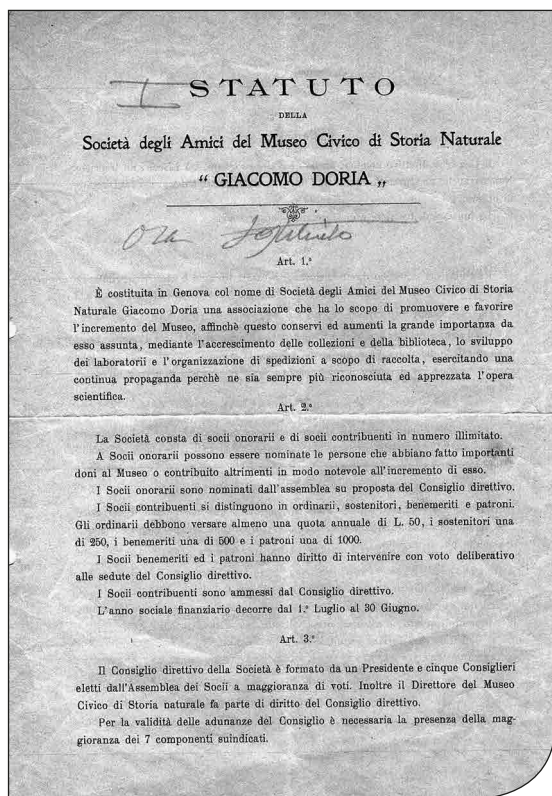 I STATUTO
DELLA
Società degli Amici del Museo Civico di Storia Naturale
“ GIACOMO DORIA „
Ora Istituto
Art. 1.º
È costituita in Genova col nome di Società degli Amici del Museo Civico di Storia
Naturale Giacomo Doria una associazione che ha lo scopo di promuovere e favorire
l'incremento del Museo, affinchè questo conservi ed aumenti la grande importanza da
esso assunta, mediante l'accrescimento delle collezioni e della biblioteca, lo sviluppo
dei laboratorii e l'organizzazione di spedizioni a scopo di raccolta, esercitando una
continua propaganda perchè ne sia sempre più riconosciuta ed apprezzata l'opera
scientifica.
Art. 2.º
La Società consta di socii onorarii e di socii contribuenti in numero illimitato.
A Socii onorarii possono essere nominate le persone che abbiano fatto importanti
doni al Museo o contribuito altrimenti in modo notevole all'incremento di esso.
I Socii onorarii sono nominati dall'assemblea su proposta del Consiglio direttivo.
I Socii contribuenti si distinguono in ordinarii, sostenitori, benemeriti e patroni.
Gli ordinarii debbono versare almeno una quota annuale di L. 50, i sostenitori una
di 250, i benemeriti una di 500 e i patroni una di 1000.
I Socii benemeriti ed i patroni hanno diritto di intervenire con voto deliberativo
alle sedute del Consiglio direttivo.
I Socii contribuenti sono ammessi dal Consiglio direttivo.
L'anno sociale finanziario decorre dal 1.º Luglio al 30 Giugno.
Art. 3.º
Il Consiglio direttivo della Società è formato da un Presidente e cinque Consiglieri
eletti dall'Assemblea dei Socii a maggioranza di voti. Inoltre il Direttore del Museo
Civico di Storia naturale fa parte di diritto del Consiglio direttivo.
Per la validità delle adunanze del Consiglio è necessaria la presenza della mag-
gioranza dei 7 componenti suindicati.